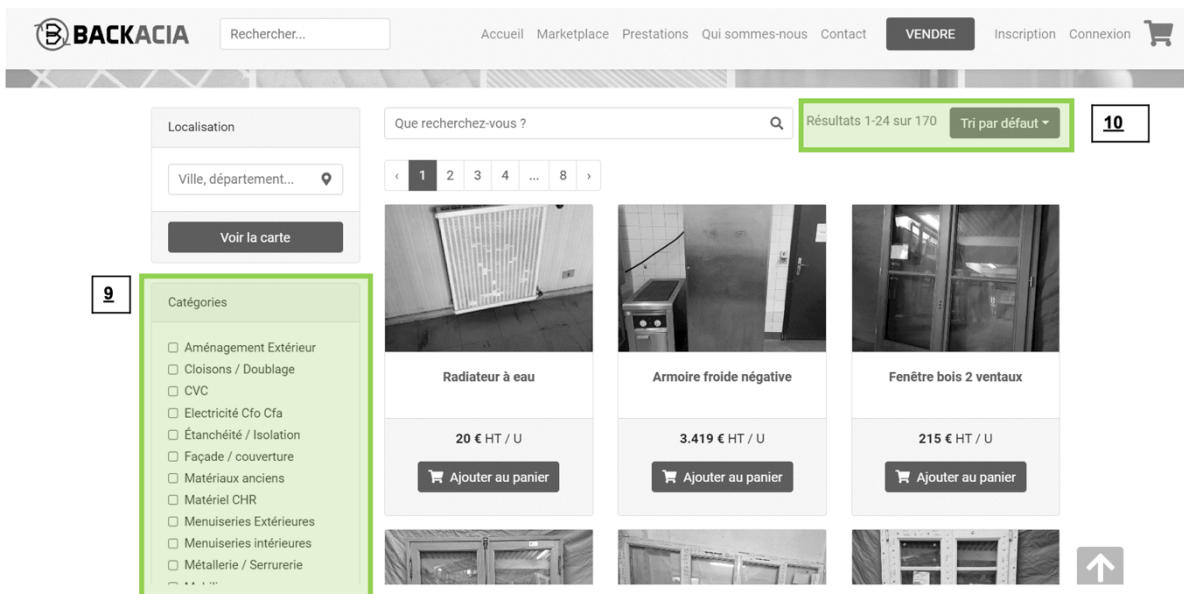 BACKACIA
Rechercher...
Accueil Marketplace Prestations Qui sommes-nous Contact VENDRE Inscription Connexion
Localisation
Ville, département...
Voir la carte
Que recherchez-vous ?
Résultats 1-24 sur 170 Tri par défaut
10
‹ 1 2 3 4 ... 8 ›
9
Catégories
Aménagement Extérieur
Cloisons / Doublage
CVC
Electricité Cfo Cfa
Étanchéité / Isolation
Façade / couverture
Matériaux anciens
Matériel CHR
Menuiseries Extérieures
Menuiseries intérieures
Métallerie / Serrurerie
Radiateur à eau
20 € HT / U
Ajouter au panier
Armoire froide négative
3.419 € HT / U
Ajouter au panier
Fenêtre bois 2 ventaux
215 € HT / U
Ajouter au panier